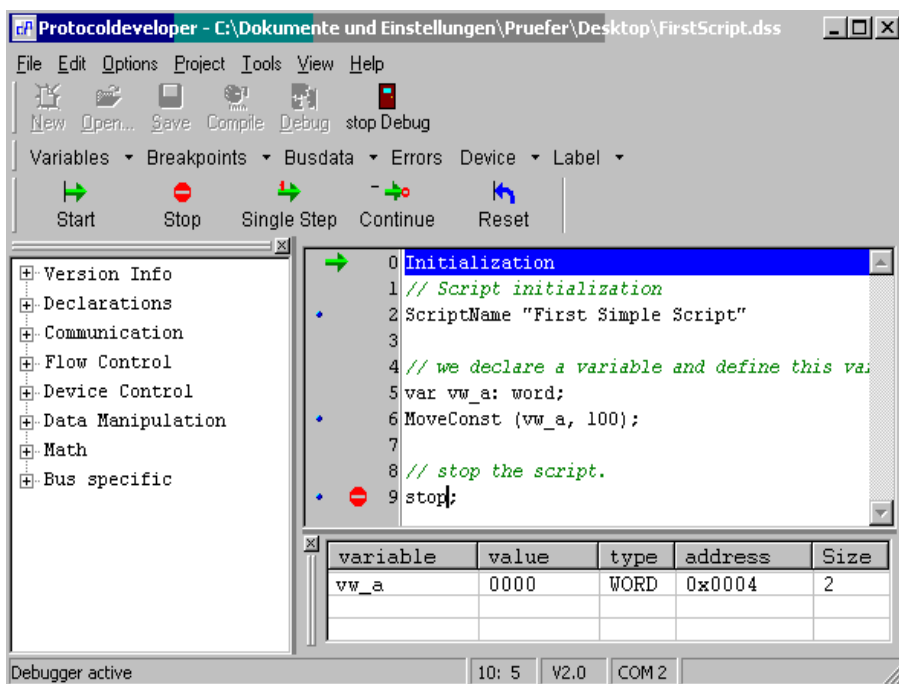 Protocoldeveloper - C:\Dokumente und Einstellungen\Pruefer\Desktop\FirstScript.dss
File Edit Options Project Tools View Help
New Open... Save Compile Debug stop Debug
Variables Breakpoints Busdata Errors Device Label
Start Stop Single Step Continue Reset
Version Info
Declarations
Communication
Flow Control
Device Control
Data Manipulation
Math
Bus specific
0 Initialization
1 // Script initialization
2 ScriptName "First Simple Script"
3
4 // we declare a variable and define this va
5 var vw_a: word;
6 MoveConst (vw_a, 100);
7
8 // stop the script.
9 stop;
variable value type address Size
vw_a 0000 WORD 0x0004 2
Debugger active 10: 5 V2.0 COM 2